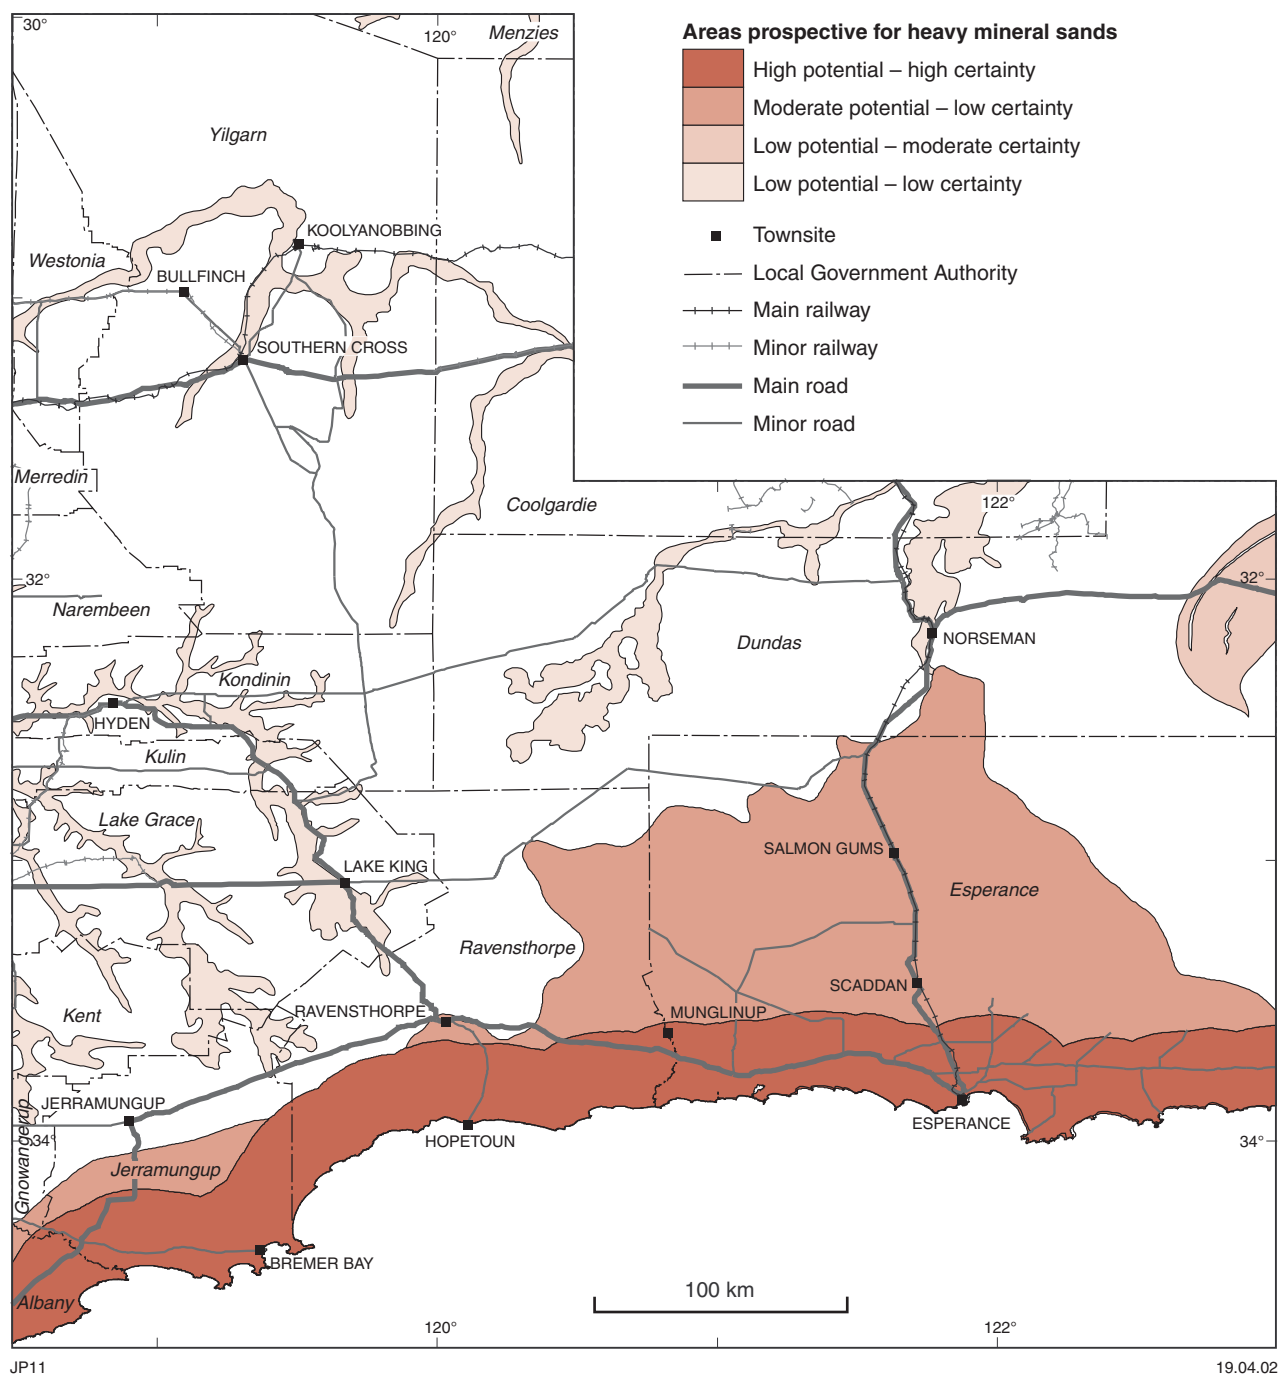 Areas prospective for heavy mineral sands
High potential – high certainty
Moderate potential – low certainty
Low potential – moderate certainty
Low potential – low certainty
Townsite
Local Government Authority
Main railway
Minor railway
Main road
Minor road
30°
120°
Menzies
Yilgarn
KOOLYANOBBING
Westonia
BULLFINCH
SOUTHERN CROSS
Merredin
Coolgardie
122°
32°
32°
Narembeen
Dundas
NORSEMAN
Kondinin
HYDEN
Kulin
Lake Grace
SALMON GUMS
LAKE KING
Esperance
Ravensthorpe
SCADDAN
RAVENSTHORPE
MUNGLINUP
Kent
JERRAMUNGUP
ESPERANCE
HOPETOUN
34°
34°
Gnowangerup
Jerramungup
BREMER BAY
Albany
100 km
120°
122°
JP11
19.04.02